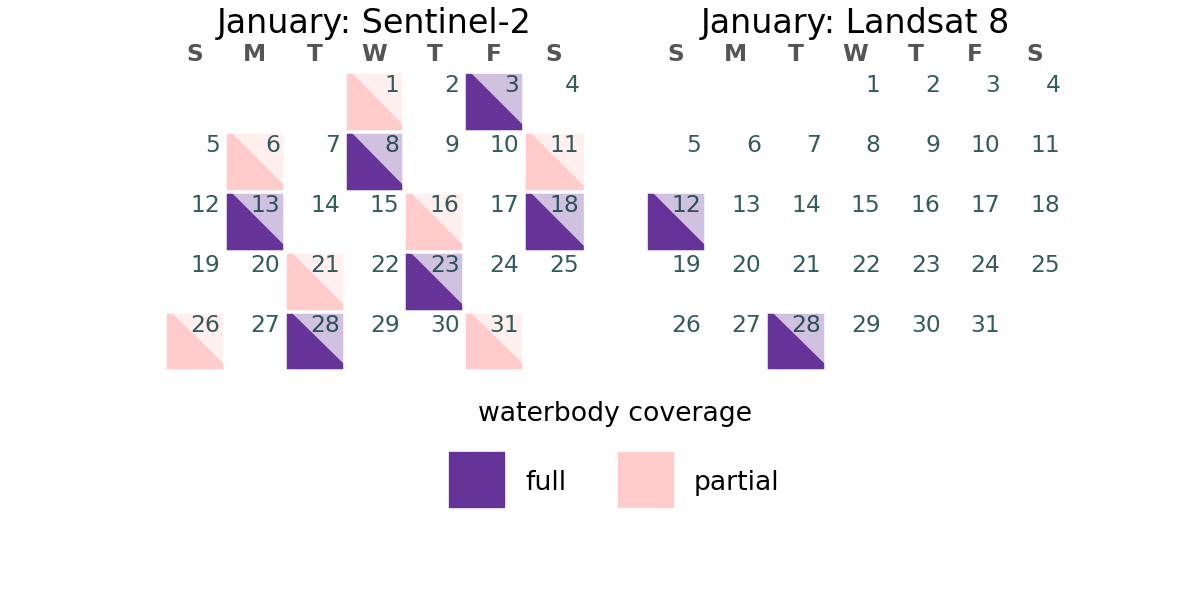 January: Sentinel-2
S M T W T F S
1 2 3 4
5 6 7 8 9 10 11
12 13 14 15 16 17 18
19 20 21 22 23 24 25
26 27 28 29 30 31
January: Landsat 8
S M T W T F S
1 2 3 4
5 6 7 8 9 10 11
12 13 14 15 16 17 18
19 20 21 22 23 24 25
26 27 28 29 30 31
waterbody coverage
full partial